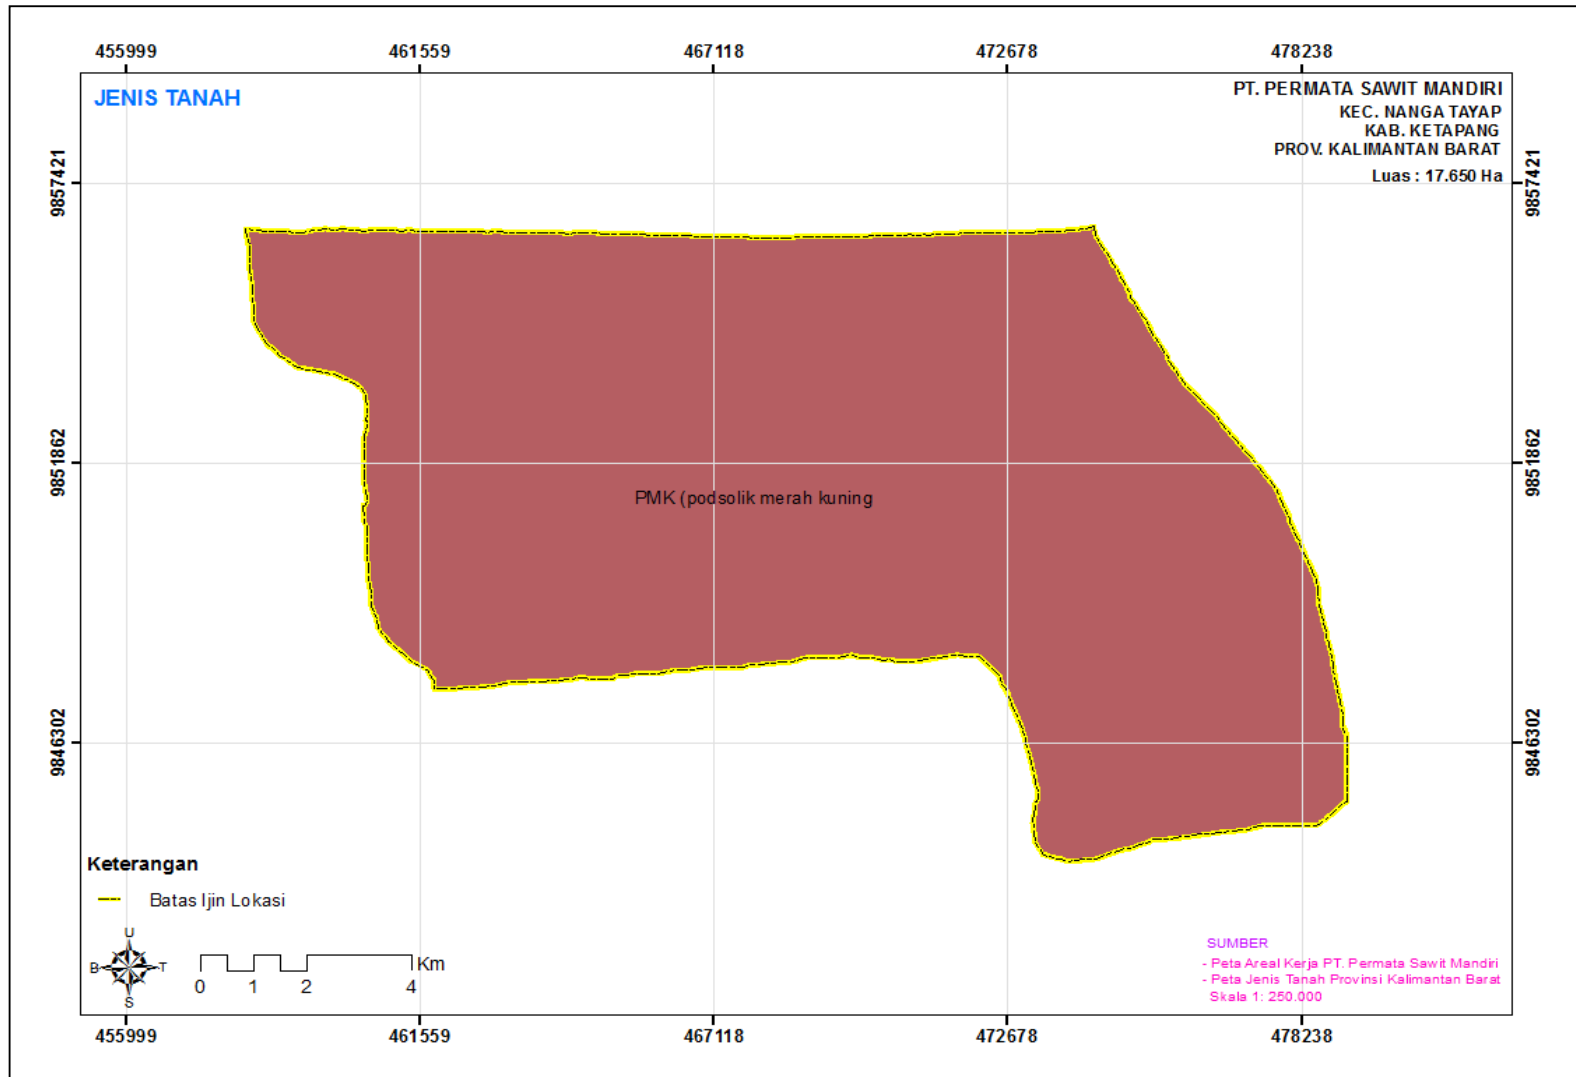 455999 461559 467118 472678 478238
JENIS TANAH
PT. PERMATA SAWIT MANDIRI
KEC. NANGA TAYAP
KAB. KETAPANG
PROV. KALIMANTAN BARAT
Luas : 17.650 Ha
9857421 9857421
9851862 9851862
PMK (podsolik merah kuning
9846302 9846302
Keterangan
Batas Ijin Lokasi
U
B T
S
Km
0 1 2 4
SUMBER
- Peta Areal Kerja PT. Permata Sawit Mandiri
- Peta Jenis Tanah Provinsi Kalimantan Barat
Skala 1: 250.000
455999 461559 467118 472678 478238